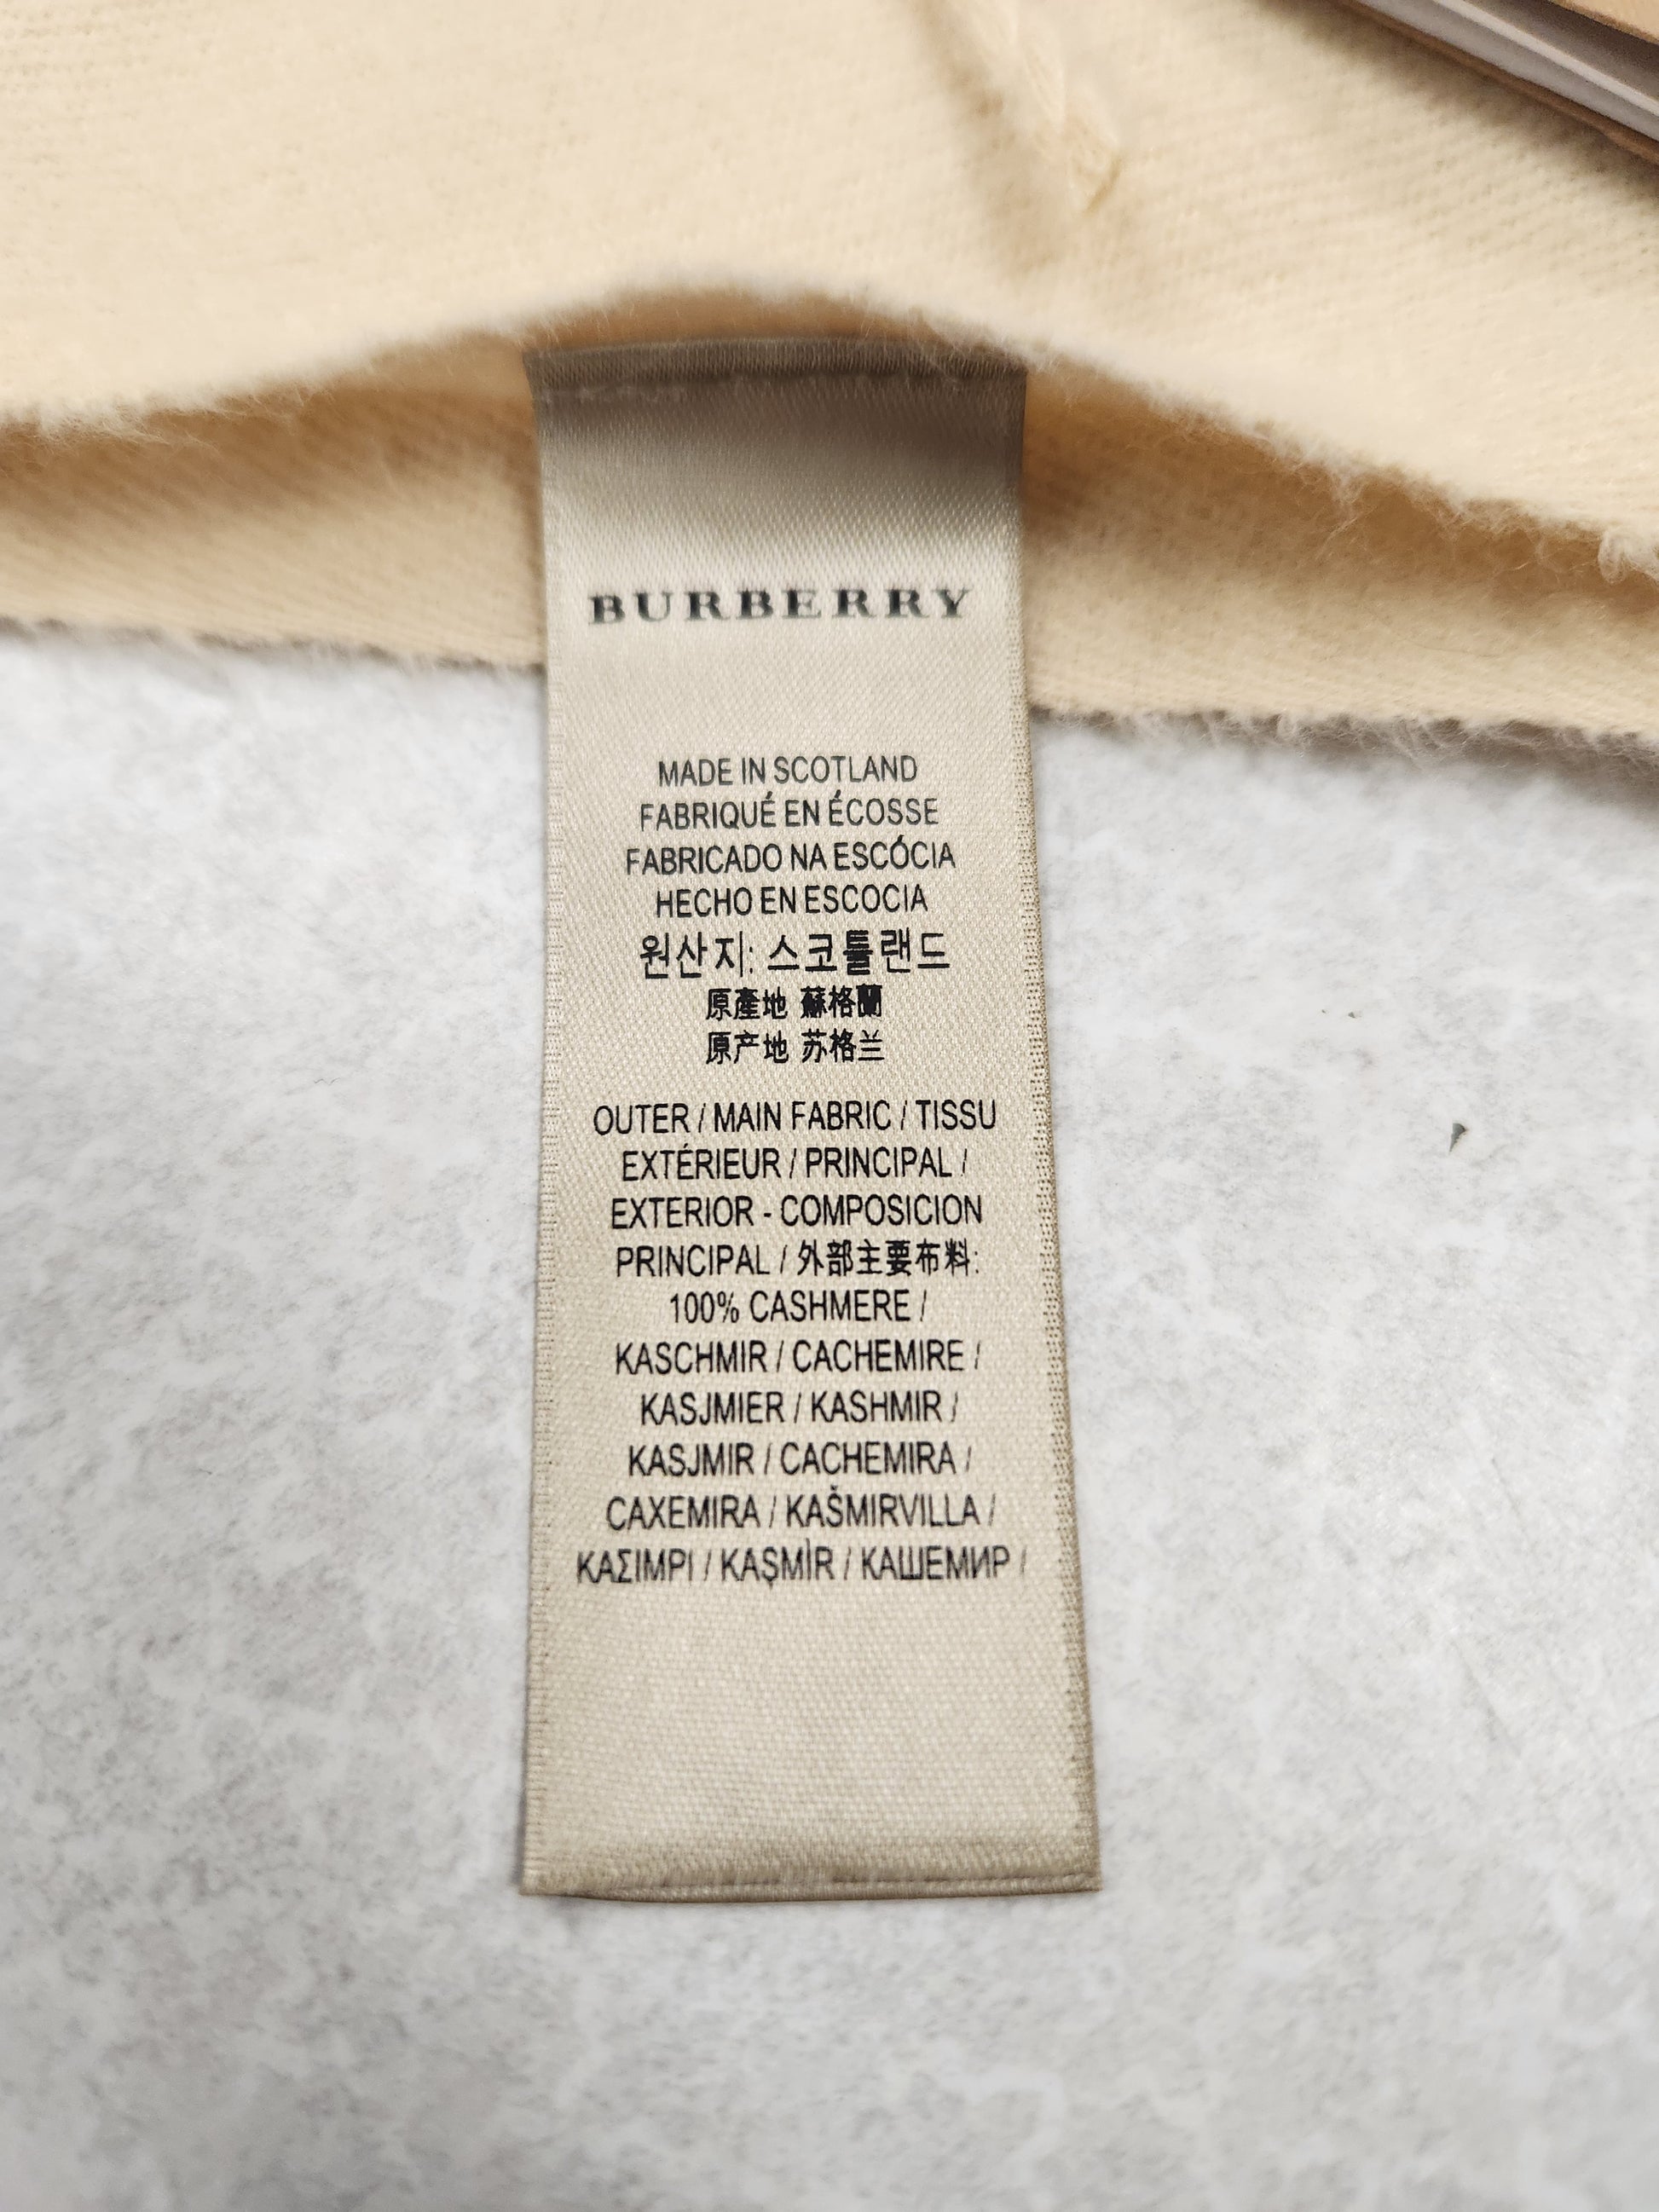 BURBERRY
MADE IN SCOTLAND
FABRIQUÉ EN ÉCOSSE
FABRICADO NA ESCÓCIA
HECHO EN ESCOCIA
원산지: 스코틀랜드
原產地 蘇格蘭
原产地 苏格兰
OUTER / MAIN FABRIC / TISSU
EXTÉRIEUR / PRINCIPAL /
EXTERIOR - COMPOSICION
PRINCIPAL / 外部主要布料:
100% CASHMERE /
KASCHMIR / CACHEMIRE /
KASJMIER / KASHMIR /
KASJMIR / CACHEMIRA /
CAXEMIRA / KAŠMIRVILLA /
ΚΑΣΙΜΡΙ / KAŞMÌR / КАШЕМИР /